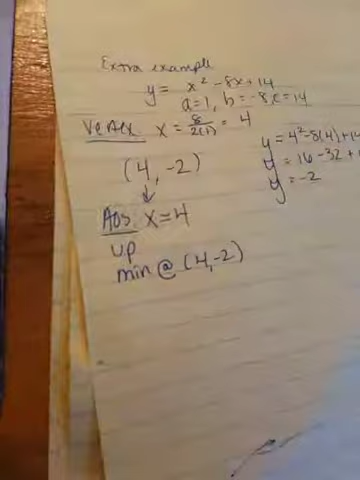 Extra example
y = x² - 8x + 14
a = 1, b = -8, c = 14
Vertex x = 8/2(1) = 4
y = 4² - 8(4) + 14
(4, -2)
y = 16 - 32 +
y = -2
↓
Aos. x = 4
up
min @ (4, -2)